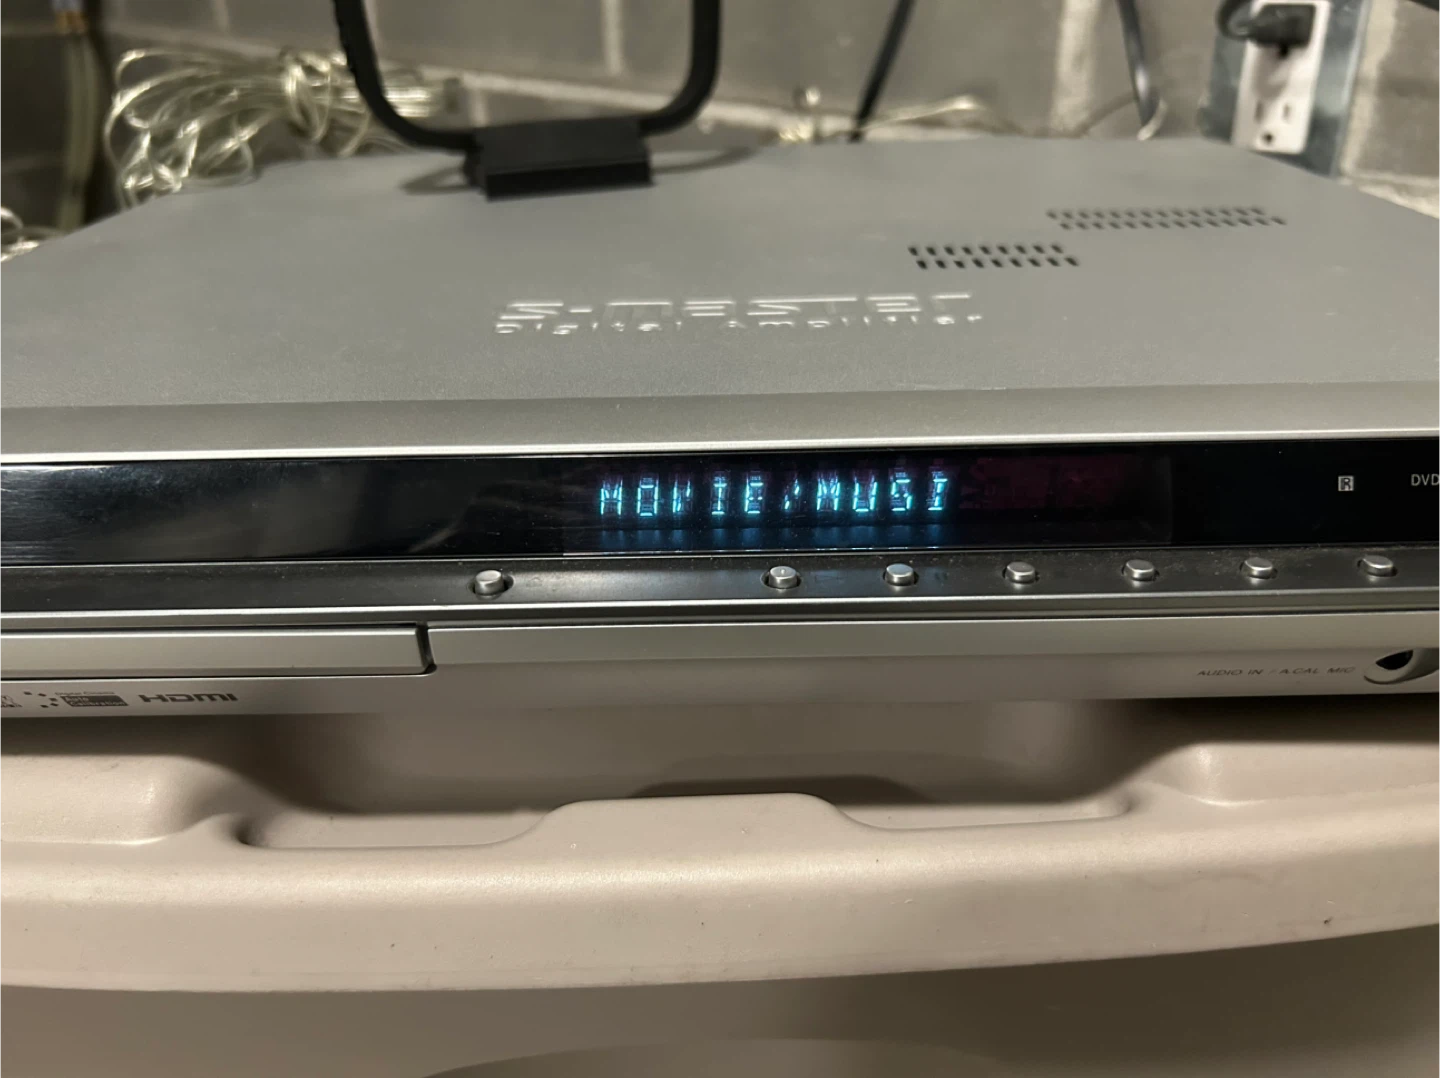 S-master
Digital Amplifier
MOVIE/MUSI
R
DVD
AUDIO IN
A.CAL MIC
HDMI